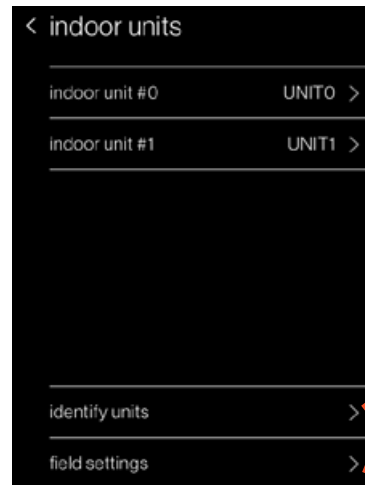 indoor units
indoor unit #0 UNIT0
indoor unit #1 UNIT1
identify units
field settings